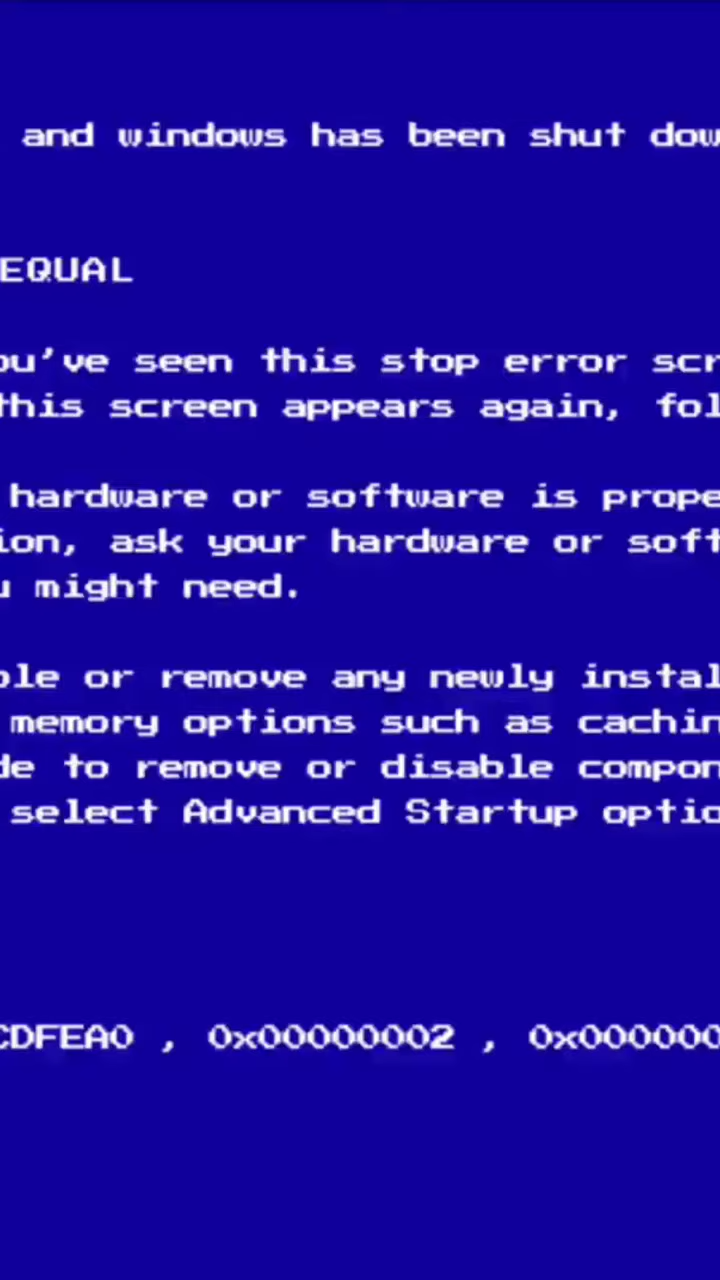 and windows has been shut dow
EQUAL
ou've seen this stop error scr
this screen appears again, fol
hardware or software is prope
ion, ask your hardware or soft
u might need.
ble or remove any newly instal
memory options such as cachin
de to remove or disable compon
select Advanced Startup optio
CDFEA0 , 0x00000002 , 0x000000